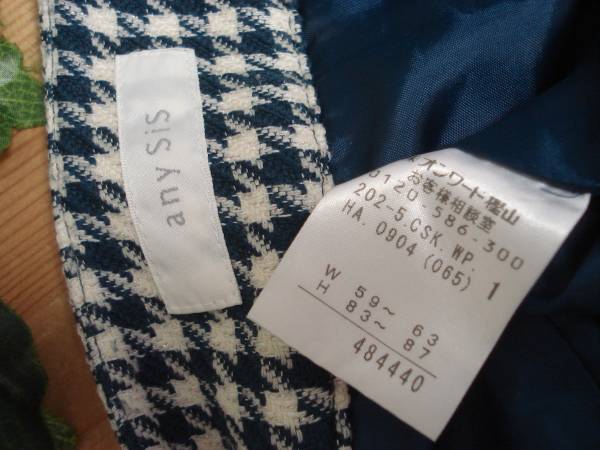 any SiS
オンワード樫山
お客様相談室
0120-586-300
202-5.CSK.WP.
HA.0904(065) 1
W 59~ 63
H 83~ 87
484440